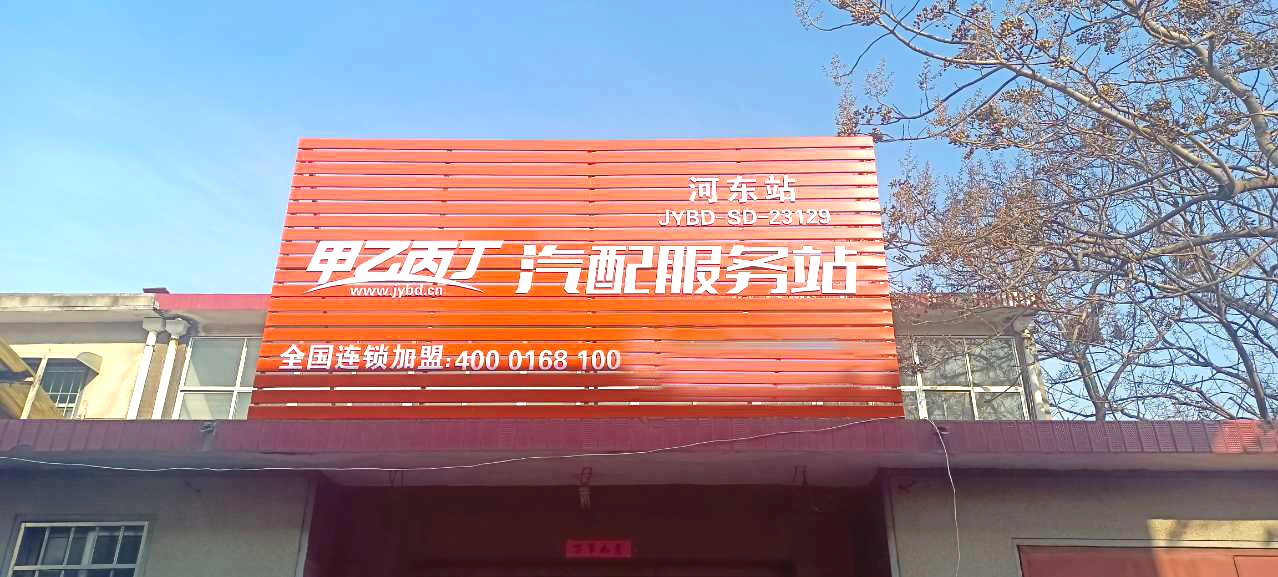 河东站
JYBD-SD-23129
甲乙丙丁 汽配服务站
www.jybd.cn
全国连锁加盟:400 0168 100